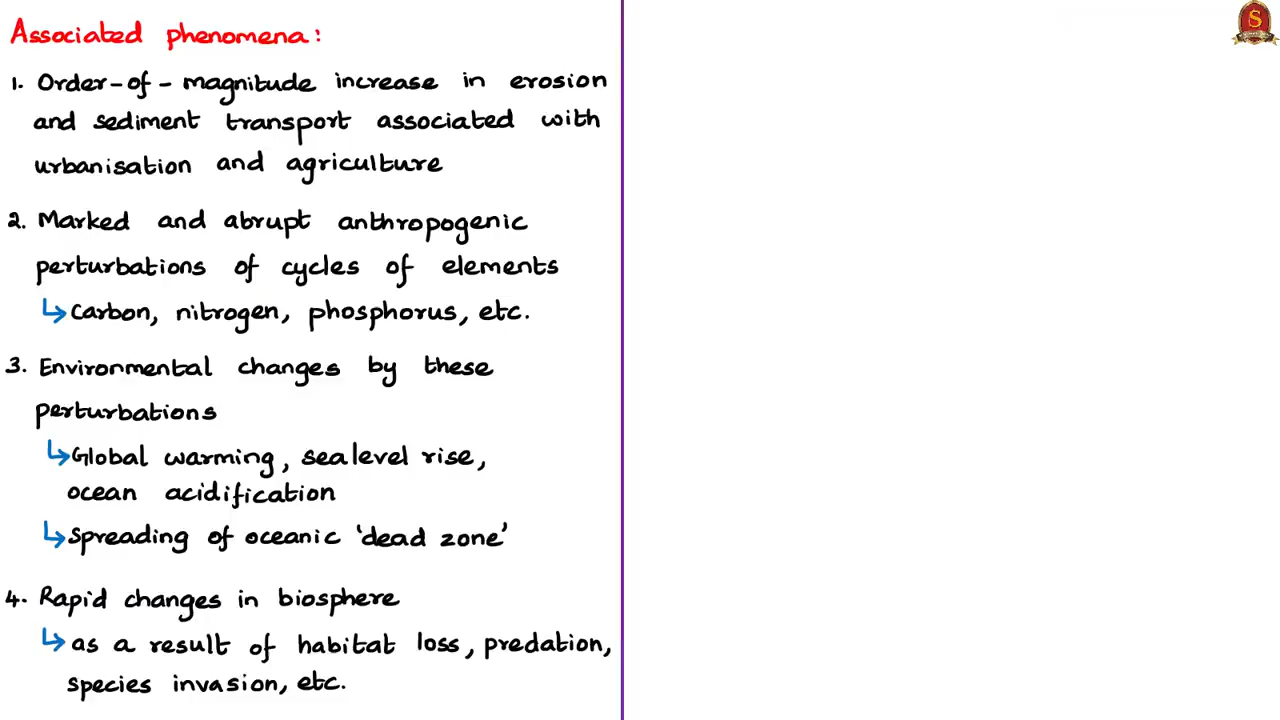 Associated phenomena:
1. Order-of-magnitude increase in erosion
and sediment transport associated with
urbanisation and agriculture
2. Marked and abrupt anthropogenic
perturbations of cycles of elements
↳ Carbon, nitrogen, phosphorus, etc.
3. Environmental changes by these
perturbations
↳ Global warming, sea level rise,
ocean acidification
↳ Spreading of oceanic 'dead zone'
4. Rapid changes in biosphere
↳ as a result of habitat loss, predation,
species invasion, etc.
S